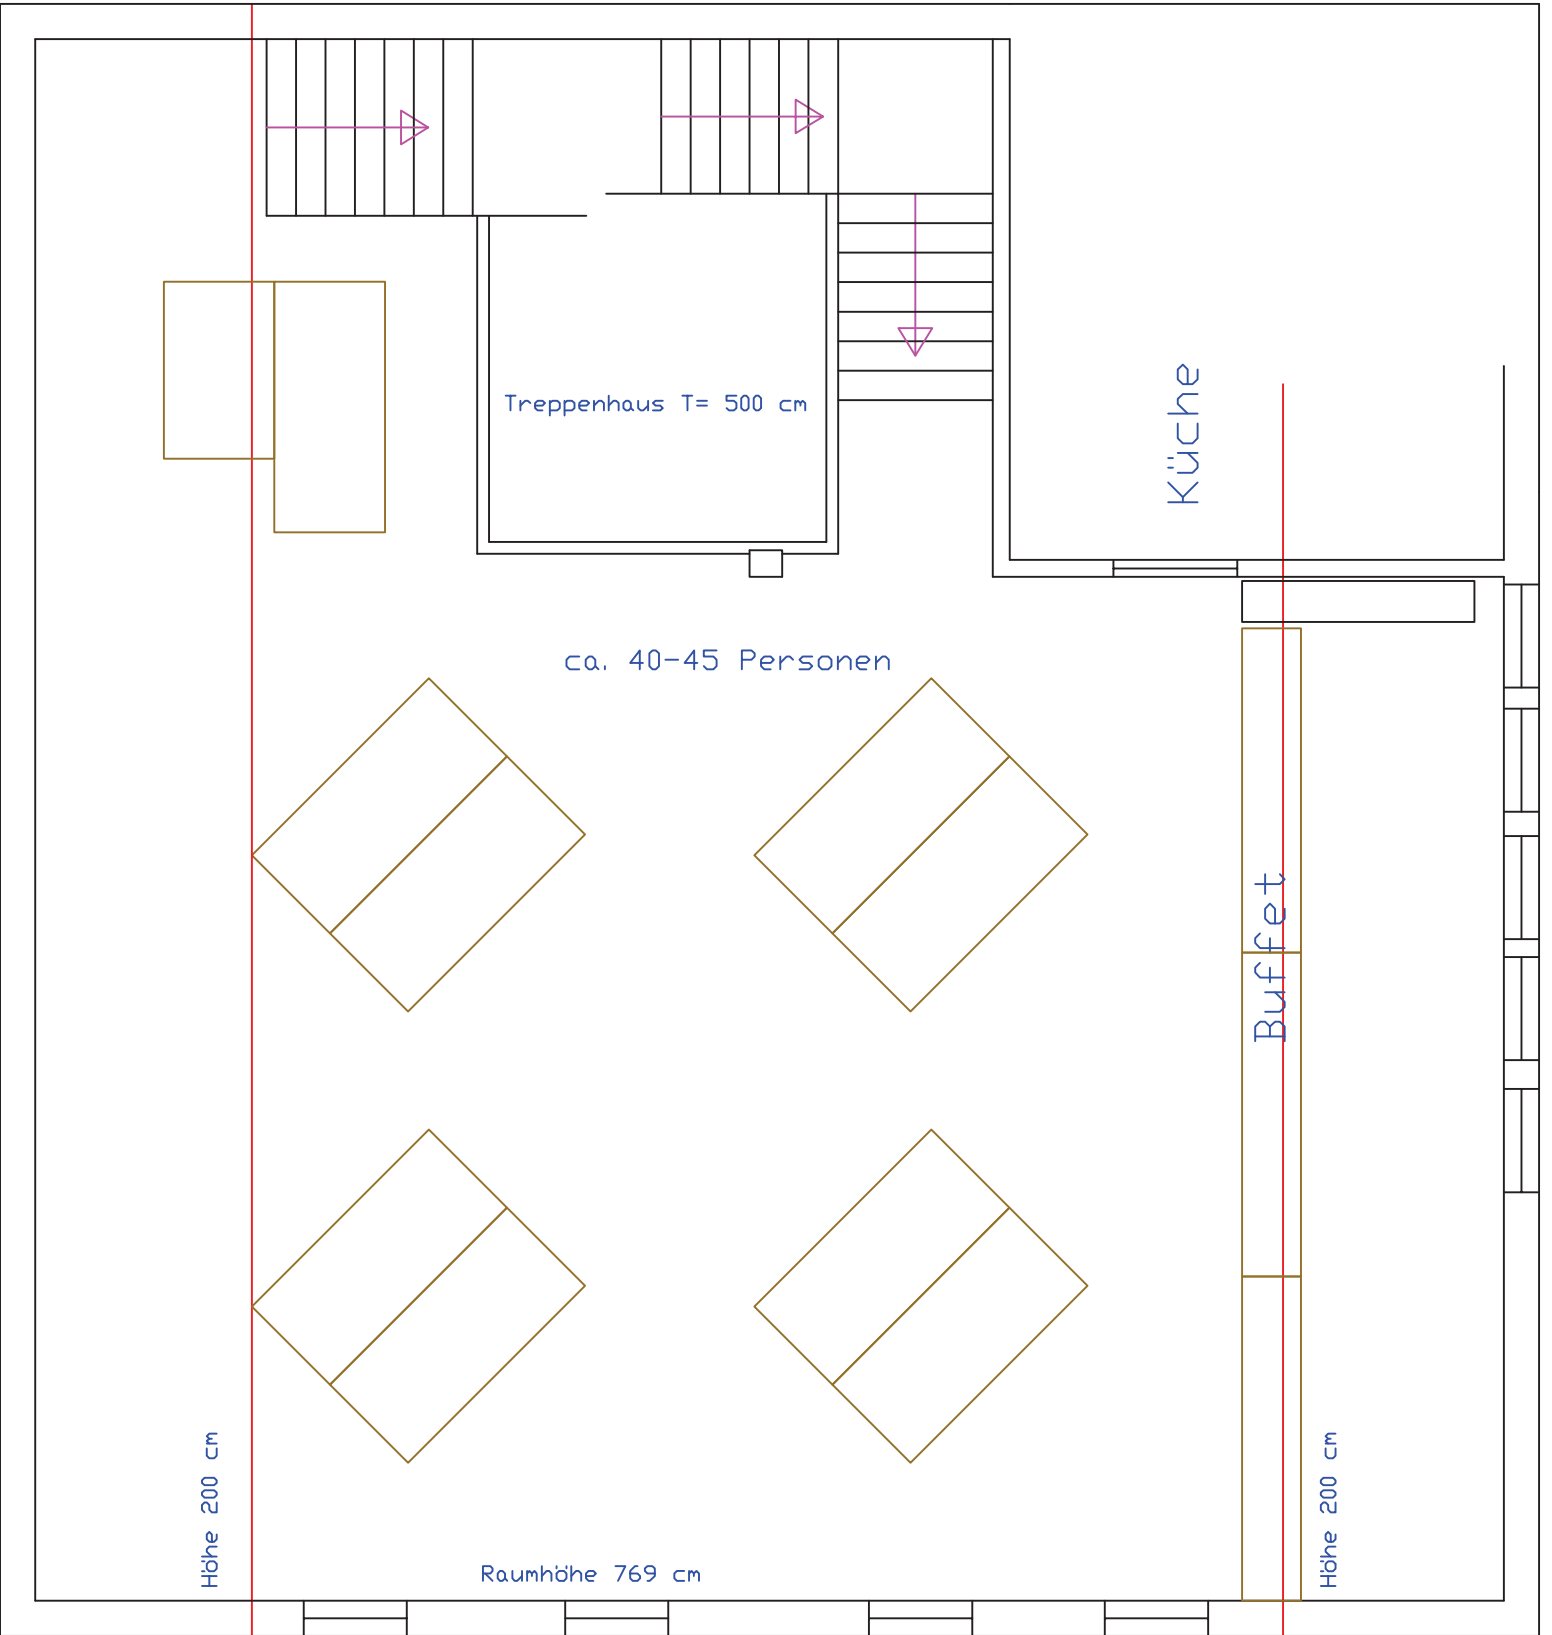 Küche
Treppenhaus T= 500 cm
ca. 40-45 Personen
Buffet
Höhe 200 cm
Höhe 200 cm
Raumhöhe 769 cm